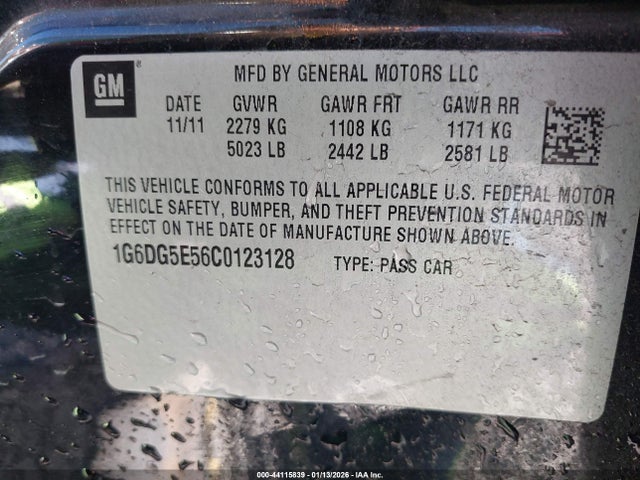 GM ®
MFD BY GENERAL MOTORS LLC
DATE GVWR GAWR FRT GAWR RR
11/11 2279 KG 1108 KG 1171 KG
5023 LB 2442 LB 2581 LB
THIS VEHICLE CONFORMS TO ALL APPLICABLE U.S. FEDERAL MOTOR
VEHICLE SAFETY, BUMPER, AND THEFT PREVENTION STANDARDS IN
EFFECT ON THE DATE OF MANUFACTURE SHOWN ABOVE.
1G6DG5E56C0123128 TYPE: PASS CAR
000-44115839 - 01/13/2026 - IAA Inc.